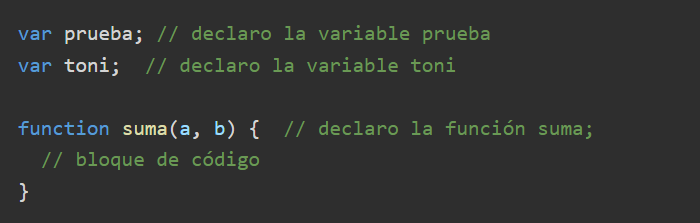 var prueba; // declaro la variable prueba
var toni;  // declaro la variable toni
function suma(a, b) {  // declaro la función suma;
  // bloque de código
}